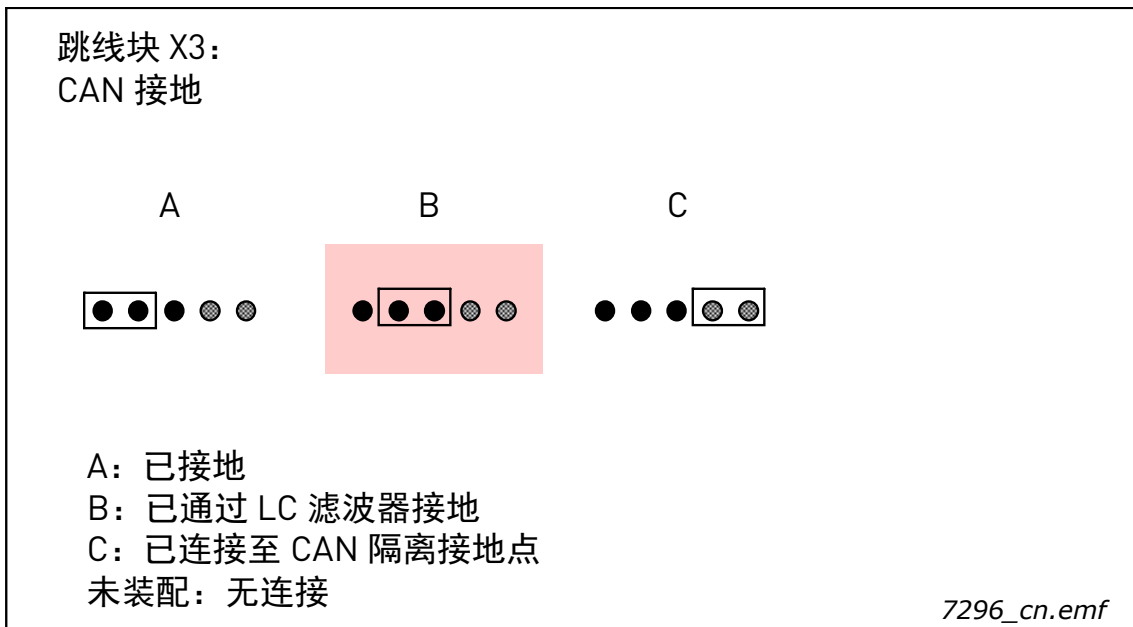 跳线块 X3：
CAN 接地
A
B
C
A：已接地
B：已通过 LC 滤波器接地
C：已连接至 CAN 隔离接地点
未装配：无连接
7296_cn.emf